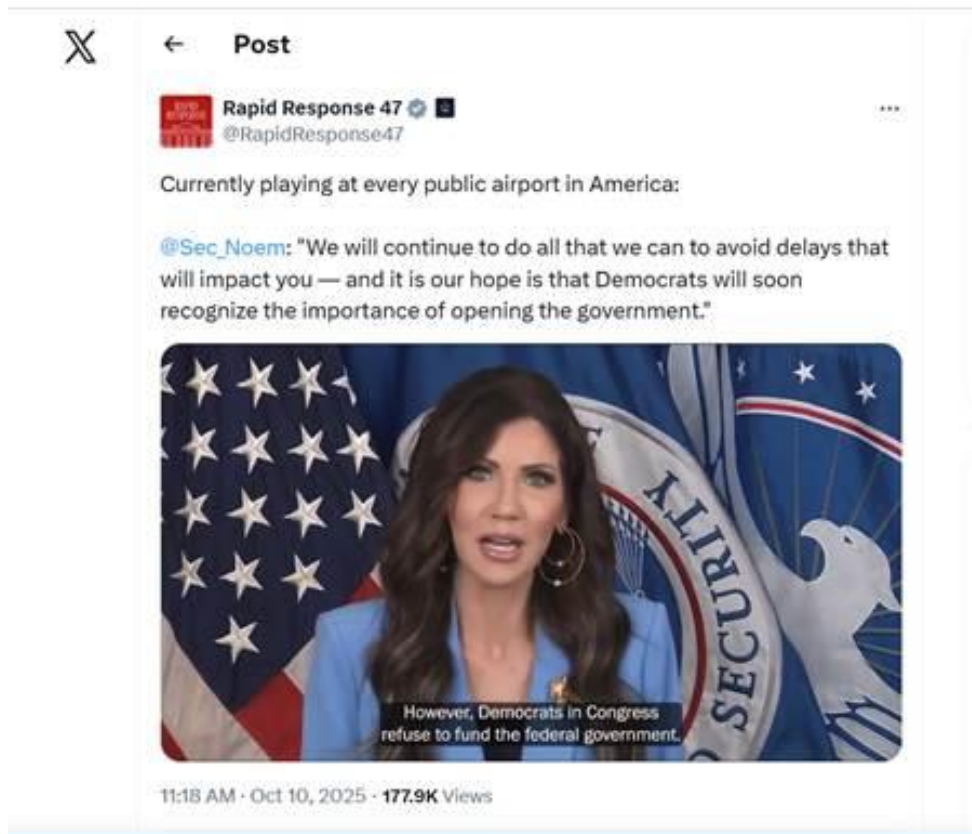 Post
Rapid Response 47
@RapidResponse47
Currently playing at every public airport in America:
@Sec_Noem: "We will continue to do all that we can to avoid delays that
will impact you — and it is our hope is that Democrats will soon
recognize the importance of opening the government."
SECURITY
However, Democrats in Congress
refuse to fund the federal government.
11:18 AM · Oct 10, 2025 · 177.9K Views